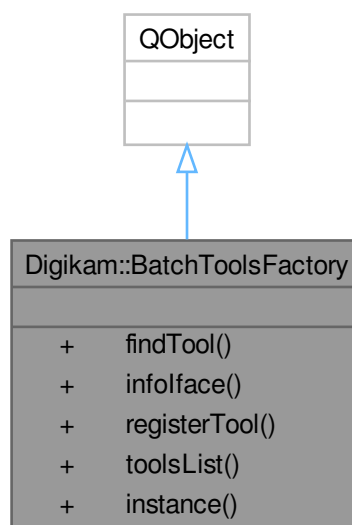 QObject
Digikam::BatchToolsFactory
+ findTool()
+ infoIface()
+ registerTool()
+ toolsList()
+ instance()